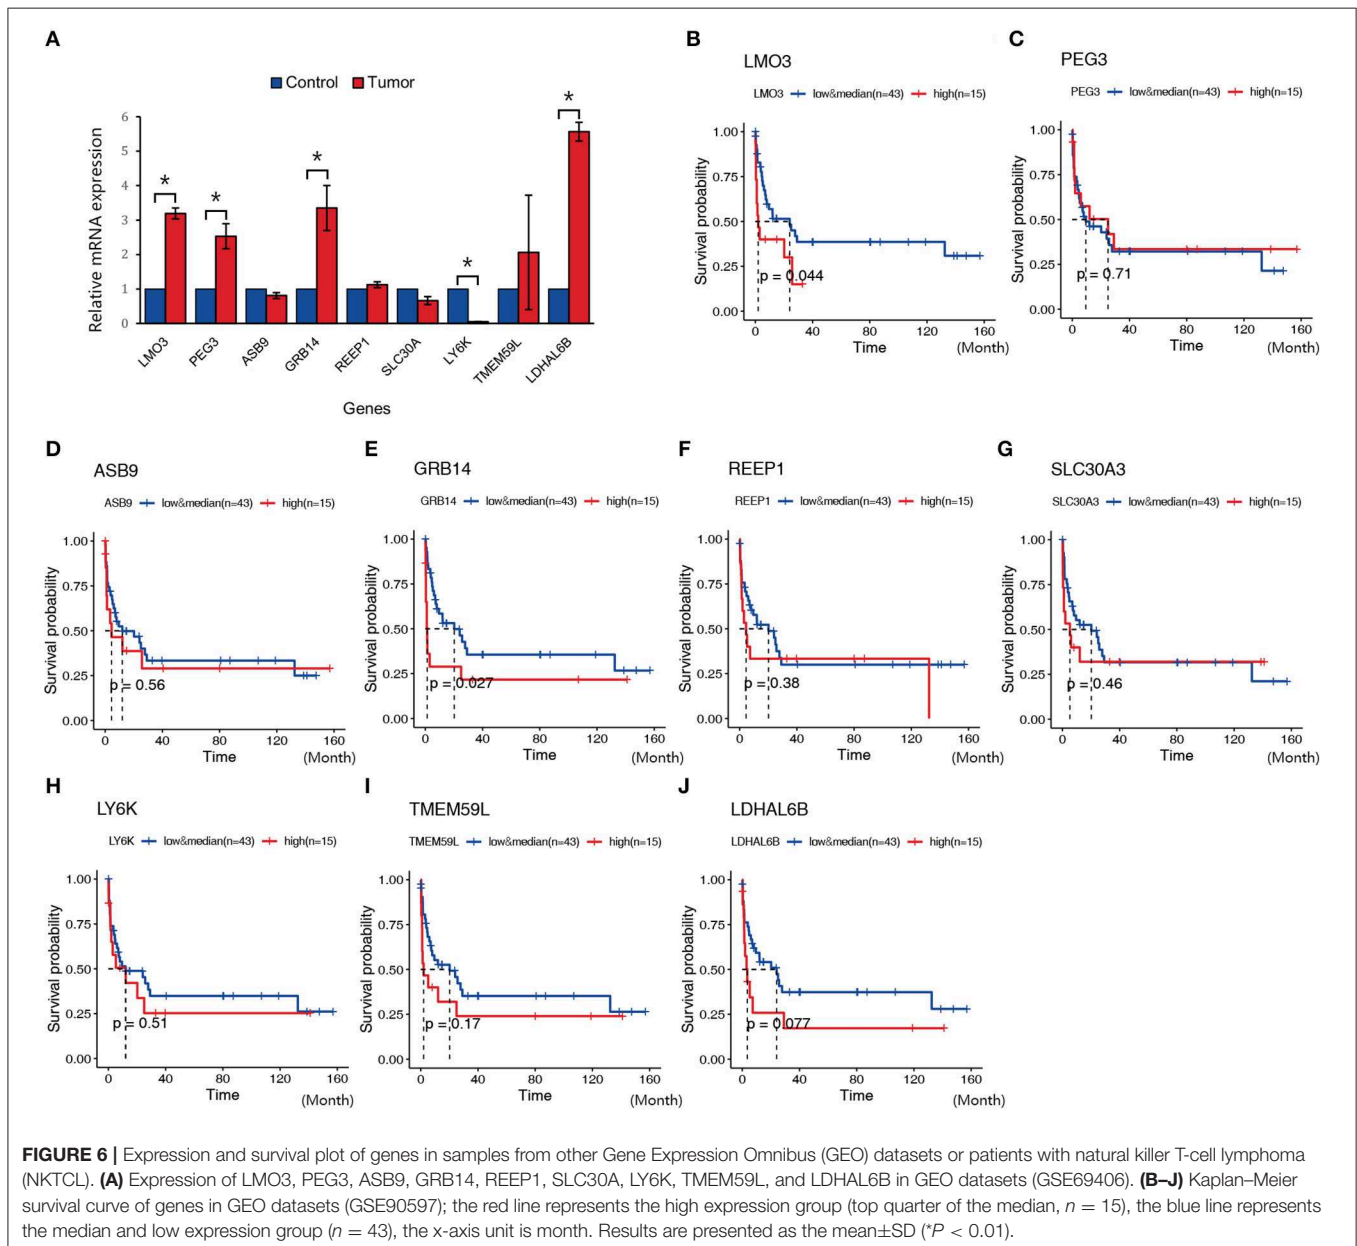 A
Control Tumor
Relative mRNA expression
6
5
4
3
2
1
0
* * * * *
LMO3 PEG3 ASB9 GRB14 REEP1 SLC30A LY6K TMEM59L LDHAL6B
Genes
B
LMO3
LMO3 low&median(n=43) high(n=15)
Survival probability
1.00
0.75
0.50
0.25
0.00
p = 0.044
0 40 80 120 160
Time (Month)
C
PEG3
PEG3 low&median(n=43) high(n=15)
Survival probability
1.00
0.75
0.50
0.25
0.00
p = 0.71
0 40 80 120 160
Time (Month)
D
ASB9
ASB9 low&median(n=43) high(n=15)
Survival probability
1.00
0.75
0.50
0.25
0.00
p = 0.56
0 40 80 120 160
Time (Month)
E
GRB14
GRB14 low&median(n=43) high(n=15)
Survival probability
1.00
0.75
0.50
0.25
0.00
p = 0.027
0 40 80 120 160
Time (Month)
F
REEP1
REEP1 low&median(n=43) high(n=15)
Survival probability
1.00
0.75
0.50
0.25
0.00
p = 0.38
0 40 80 120 160
Time (Month)
G
SLC30A3
SLC30A3 low&median(n=43) high(n=15)
Survival probability
1.00
0.75
0.50
0.25
0.00
p = 0.46
0 40 80 120 160
Time (Month)
H
LY6K
LY6K low&median(n=43) high(n=15)
Survival probability
1.00
0.75
0.50
0.25
0.00
p = 0.51
0 40 80 120 160
Time (Month)
I
TMEM59L
TMEM59L low&median(n=43) high(n=15)
Survival probability
1.00
0.75
0.50
0.25
0.00
p = 0.17
0 40 80 120 160
Time (Month)
J
LDHAL6B
LDHAL6B low&median(n=43) high(n=15)
Survival probability
1.00
0.75
0.50
0.25
0.00
p = 0.077
0 40 80 120 160
Time (Month)
FIGURE 6 | Expression and survival plot of genes in samples from other Gene Expression Omnibus (GEO) datasets or patients with natural killer T-cell lymphoma
(NKTCL). (A) Expression of LMO3, PEG3, ASB9, GRB14, REEP1, SLC30A, LY6K, TMEM59L, and LDHAL6B in GEO datasets (GSE69406). (B–J) Kaplan–Meier
survival curve of genes in GEO datasets (GSE90597); the red line represents the high expression group (top quarter of the median, n = 15), the blue line represents
the median and low expression group (n = 43), the x-axis unit is month. Results are presented as the mean±SD (*P < 0.01).